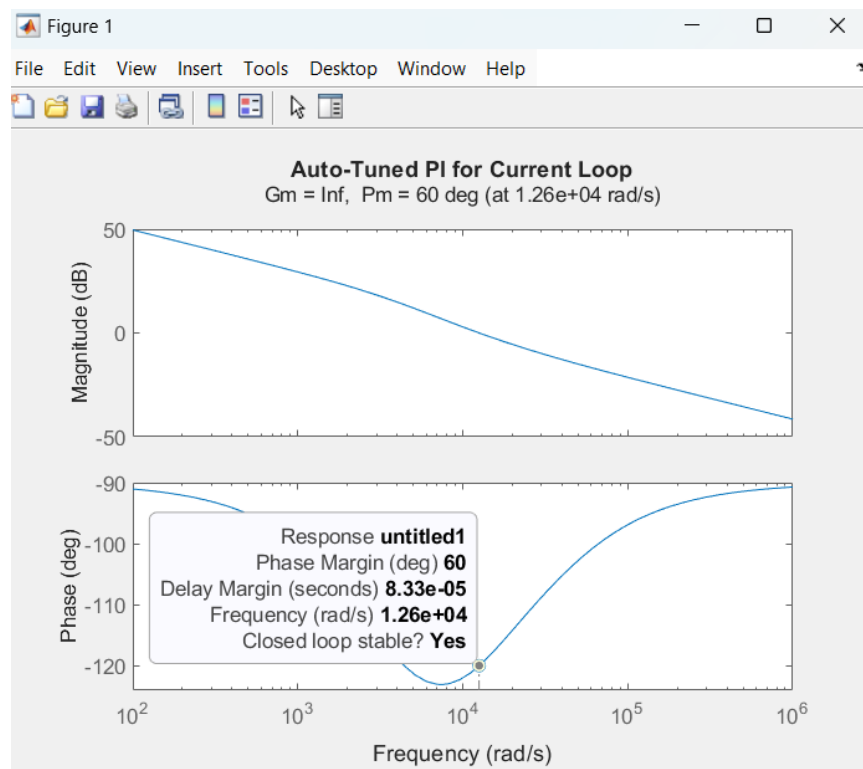 Figure 1
File Edit View Insert Tools Desktop Window Help
Auto-Tuned PI for Current Loop
Gm = Inf, Pm = 60 deg (at 1.26e+04 rad/s)
50
0
-50
Magnitude (dB)
-90
-100
-110
-120
Phase (deg)
Response untitled1
Phase Margin (deg) 60
Delay Margin (seconds) 8.33e-05
Frequency (rad/s) 1.26e+04
Closed loop stable? Yes
10² 10³ 10⁴ 10⁵ 10⁶
Frequency (rad/s)